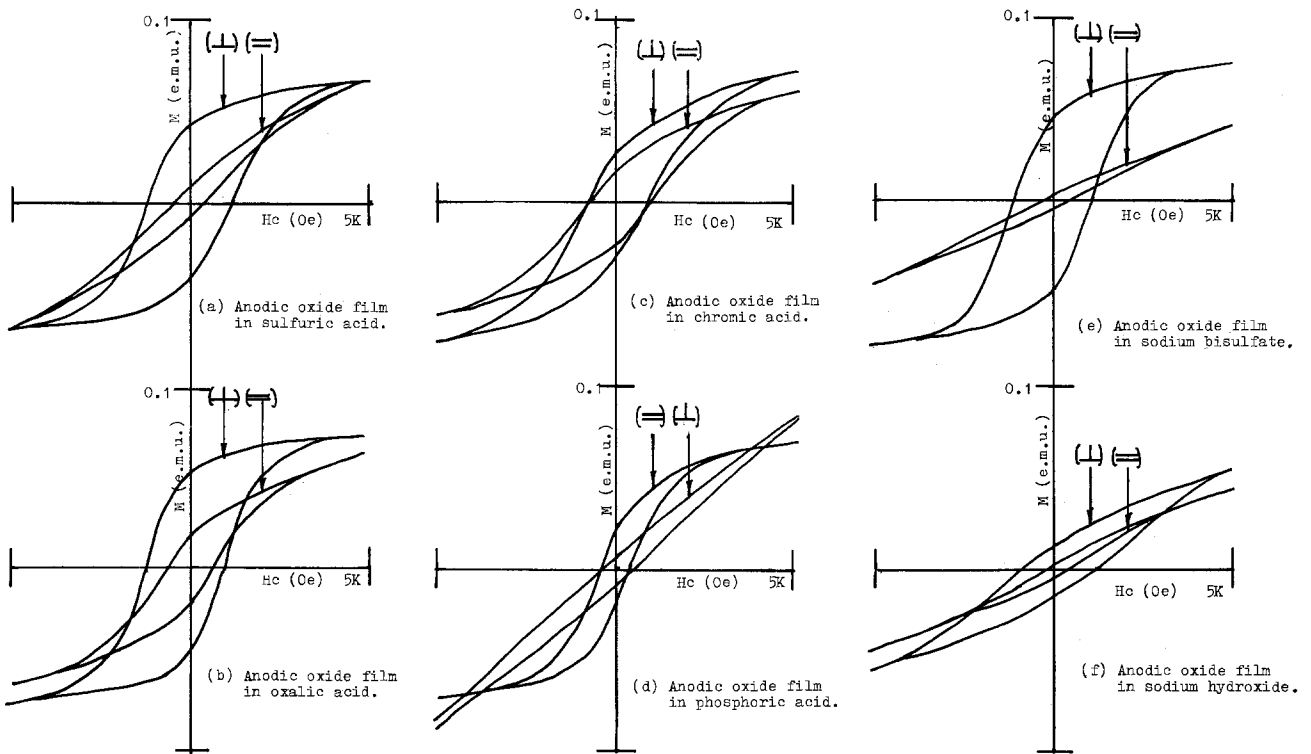 0.1
(⊥) (=)
M (e.m.u.)
Hc (Oe) 5K
(a) Anodic oxide film
in sulfuric acid.
0.1
(⊥) (=)
M (e.m.u.)
Hc (Oe) 5K
(b) Anodic oxide film
in oxalic acid.
0.1
(⊥) (=)
M (e.m.u.)
Hc (Oe) 5K
(c) Anodic oxide film
in chromic acid.
0.1
(=) (⊥)
M (e.m.u.)
Hc (Oe) 5K
(d) Anodic oxide film
in phosphoric acid.
0.1
(⊥) (=)
M (e.m.u.)
Hc (Oe) 5K
(e) Anodic oxide film
in sodium bisulfate.
0.1
(⊥) (=)
M (e.m.u.)
Hc (Oe) 5K
(f) Anodic oxide film
in sodium hydroxide.